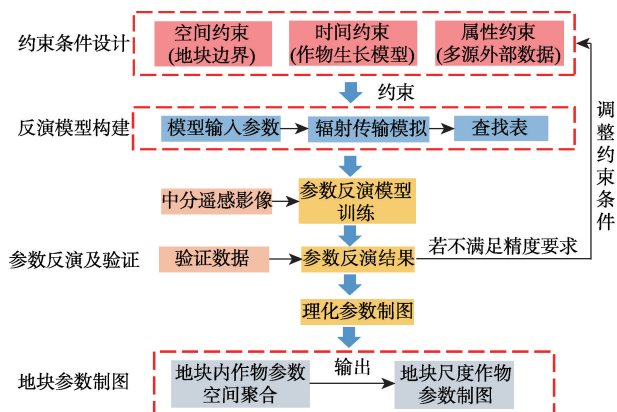 约束条件设计
空间约束
(地块边界)
时间约束
(作物生长模型)
属性约束
(多源外部数据)
约束
反演模型构建
模型输入参数
辐射传输模拟
查找表
调整约束条件
中分遥感影像
参数反演模型
训练
参数反演及验证
验证数据
参数反演结果
若不满足精度要求
理化参数制图
地块参数制图
地块内作物参数
空间聚合
输出
地块尺度作物
参数制图